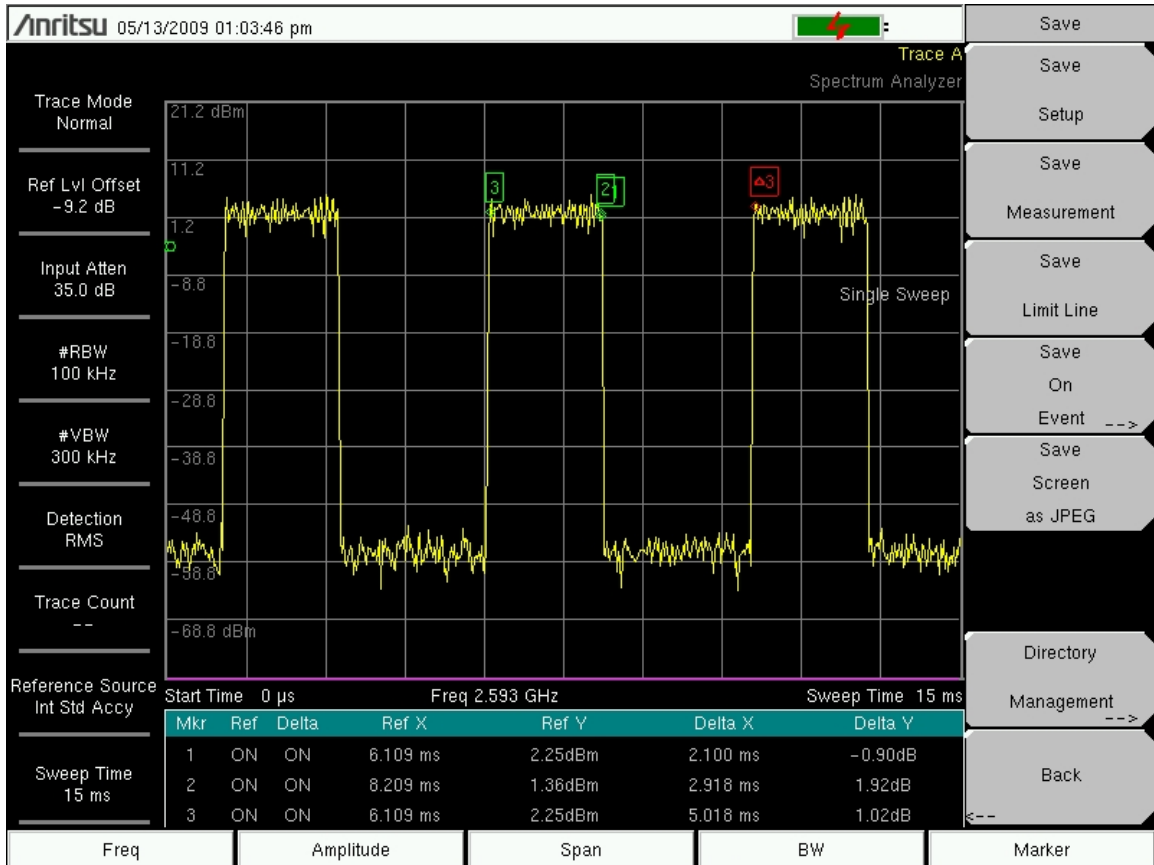 Anritsu 05/13/2009 01:03:46 pm
Trace A
Spectrum Analyzer
Trace Mode
Normal
Ref Lvl Offset
-9.2 dB
Input Atten
35.0 dB
#RBW
100 kHz
#VBW
300 kHz
Detection
RMS
Trace Count
--
Reference Source
Int Std Accy
Sweep Time
15 ms
21.2 dBm
11.2
1.2
-8.8
-18.8
-28.8
-38.8
-48.8
-58.8
-68.8 dBm
3
2
1
Δ3
Single Sweep
Start Time 0 µs Freq 2.593 GHz Sweep Time 15 ms
Mkr Ref Delta Ref X Ref Y Delta X Delta Y
1 ON ON 6.109 ms 2.25dBm 2.100 ms -0.90dB
2 ON ON 8.209 ms 1.36dBm 2.918 ms 1.92dB
3 ON ON 6.109 ms 2.25dBm 5.018 ms 1.02dB
Save
Save
Setup
Save
Measurement
Save
Limit Line
Save
On
Event -->
Save
Screen
as JPEG
Directory
Management
-->
Back
<--
Freq Amplitude Span BW Marker